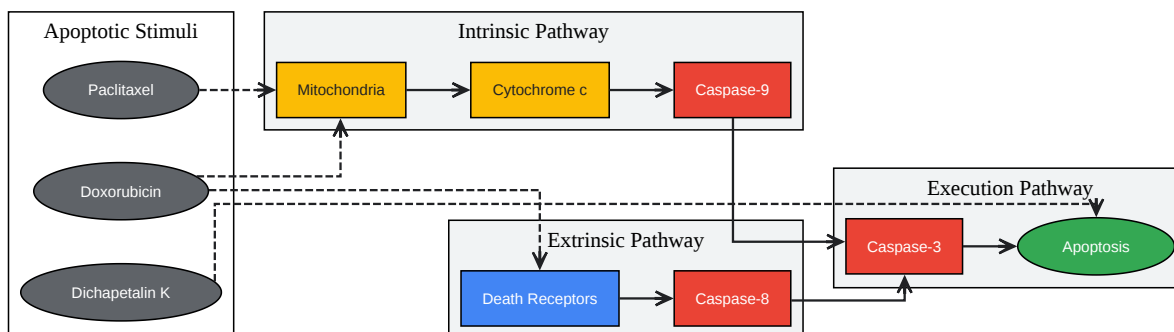 Apoptotic Stimuli
Paclitaxel
Doxorubicin
Dichapetalin K
Intrinsic Pathway
Mitochondria
Cytochrome c
Caspase-9
Extrinsic Pathway
Death Receptors
Caspase-8
Execution Pathway
Caspase-3
Apoptosis